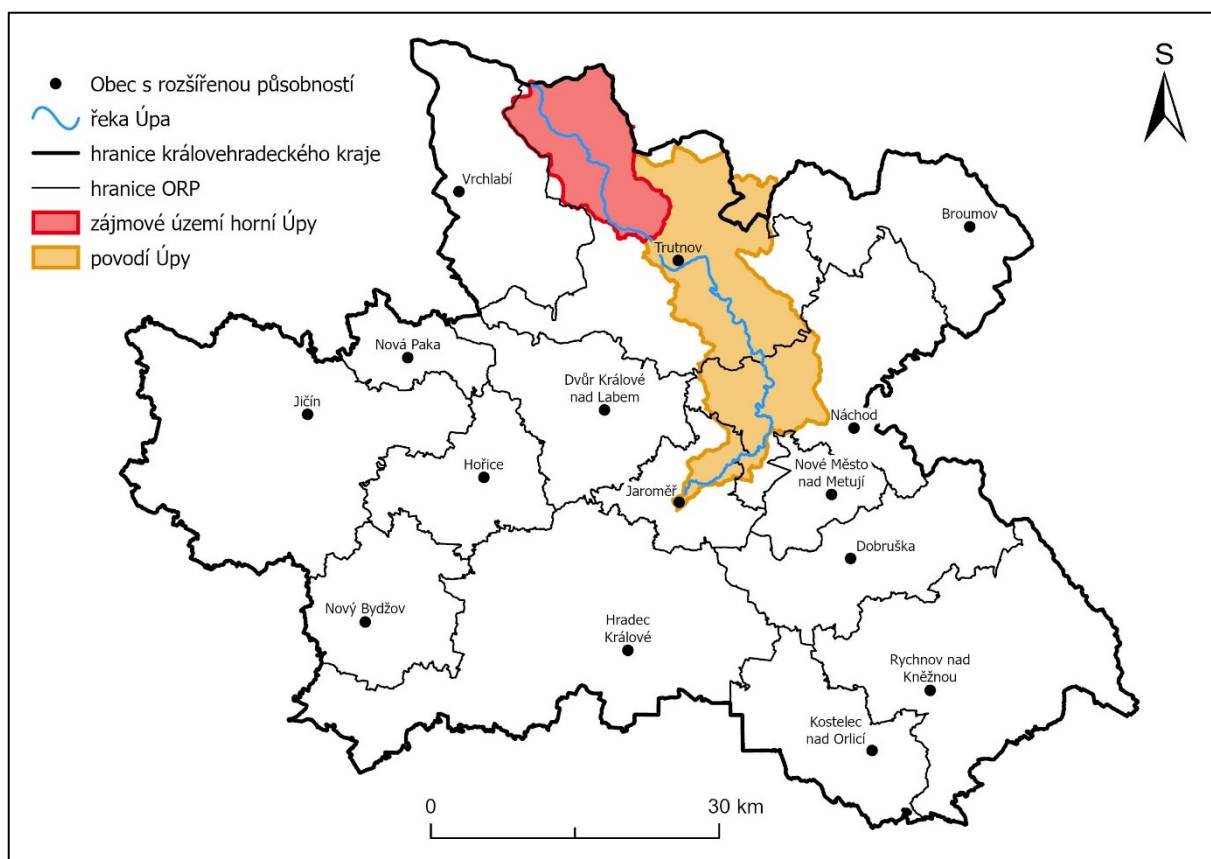 S
Obec s rozšířenou působností
řeka Úpa
hranice královehradeckého kraje
hranice ORP
zájmové území horní Úpy
povodí Úpy
Vrchlabí
Broumov
Trutnov
Nová Paka
Dvůr Králové
nad Labem
Jičín
Náchod
Hořice
Nové Město
nad Metují
Jaroměř
Dobruška
Nový Bydžov
Hradec
Králové
Rychnov nad
Kněžnou
Kostelec
nad Orlicí
0
30 km